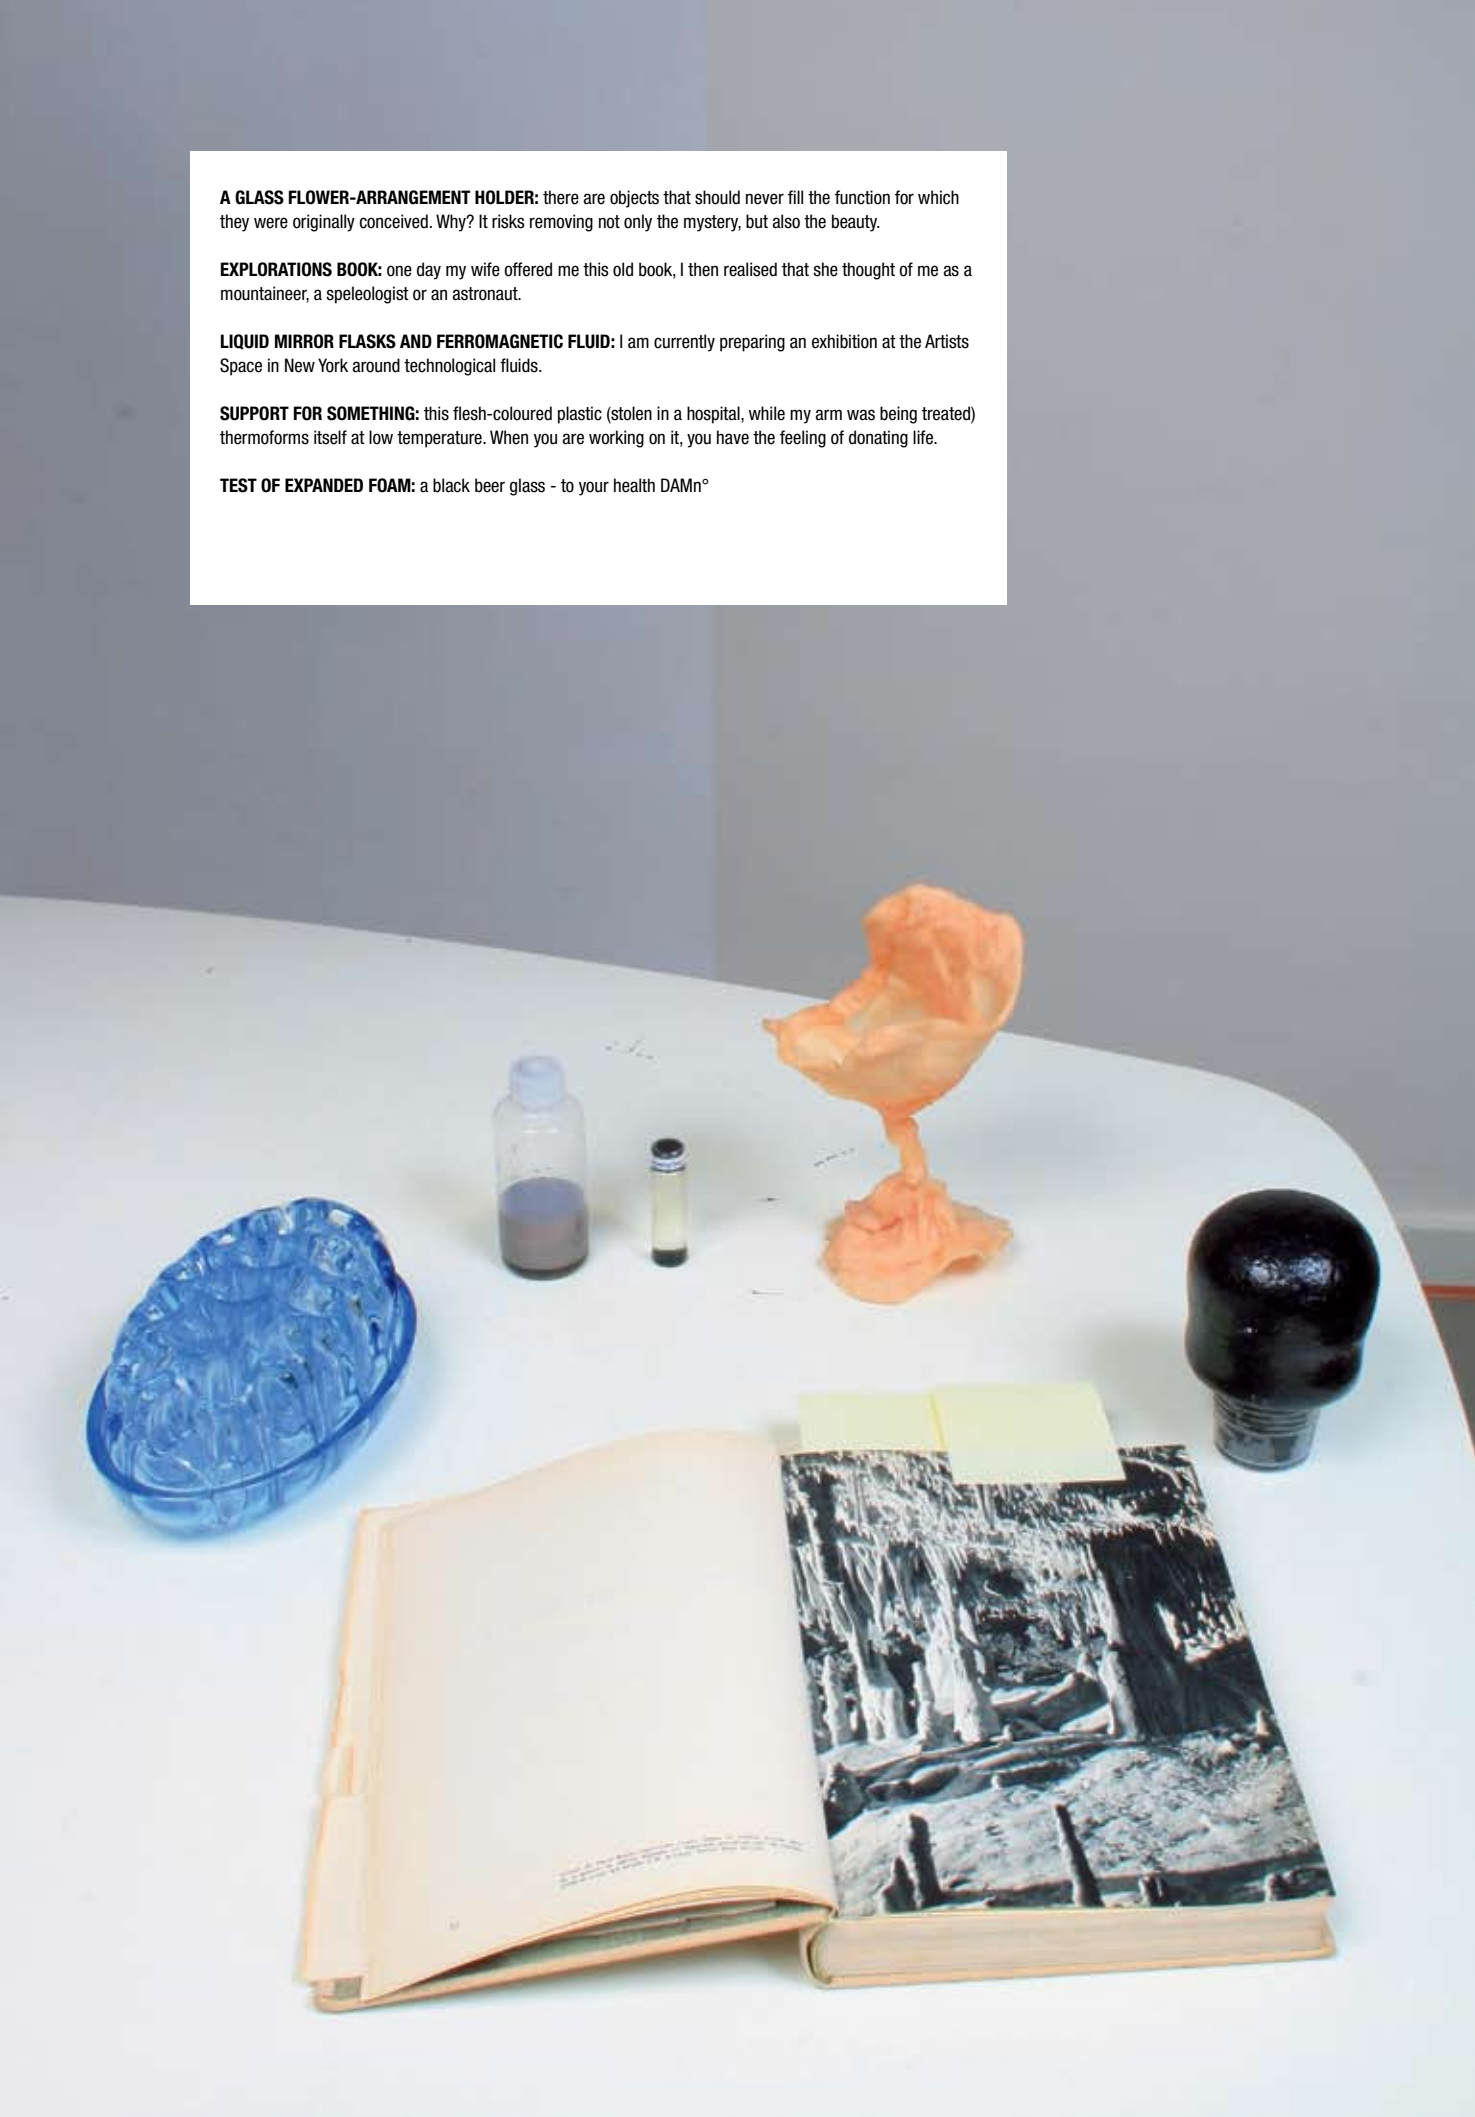 A GLASS FLOWER-ARRANGEMENT HOLDER: there are objects that should never fill the function for which
they were originally conceived. Why? It risks removing not only the mystery, but also the beauty.
EXPLORATIONS BOOK: one day my wife offered me this old book, I then realised that she thought of me as a
mountaineer, a speleologist or an astronaut.
LIQUID MIRROR FLASKS AND FERROMAGNETIC FLUID: I am currently preparing an exhibition at the Artists
Space in New York around technological fluids.
SUPPORT FOR SOMETHING: this flesh-coloured plastic (stolen in a hospital, while my arm was being treated)
thermoforms itself at low temperature. When you are working on it, you have the feeling of donating life.
TEST OF EXPANDED FOAM: a black beer glass - to your health DAMn°